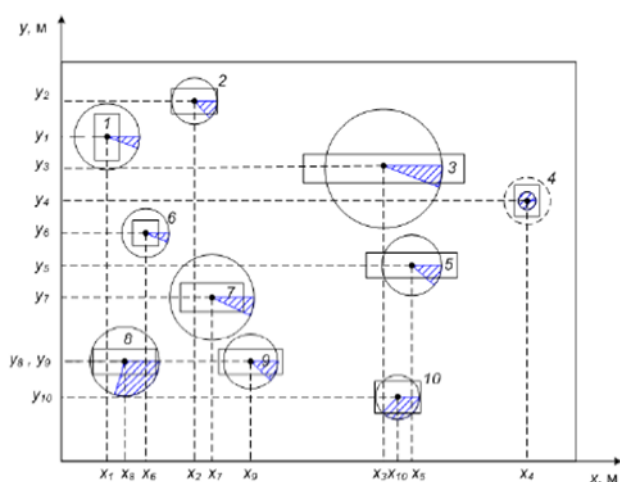 y, м
y₂
2
y₁
1
y₃
3
y₄
4
y₆
6
y₅
5
y₇
7
y₈ , y₉
8
9
y₁₀
10
x₁ x₈ x₆ x₂ x₇ x₉ x₃ x₁₀ x₅ x₄ x, м